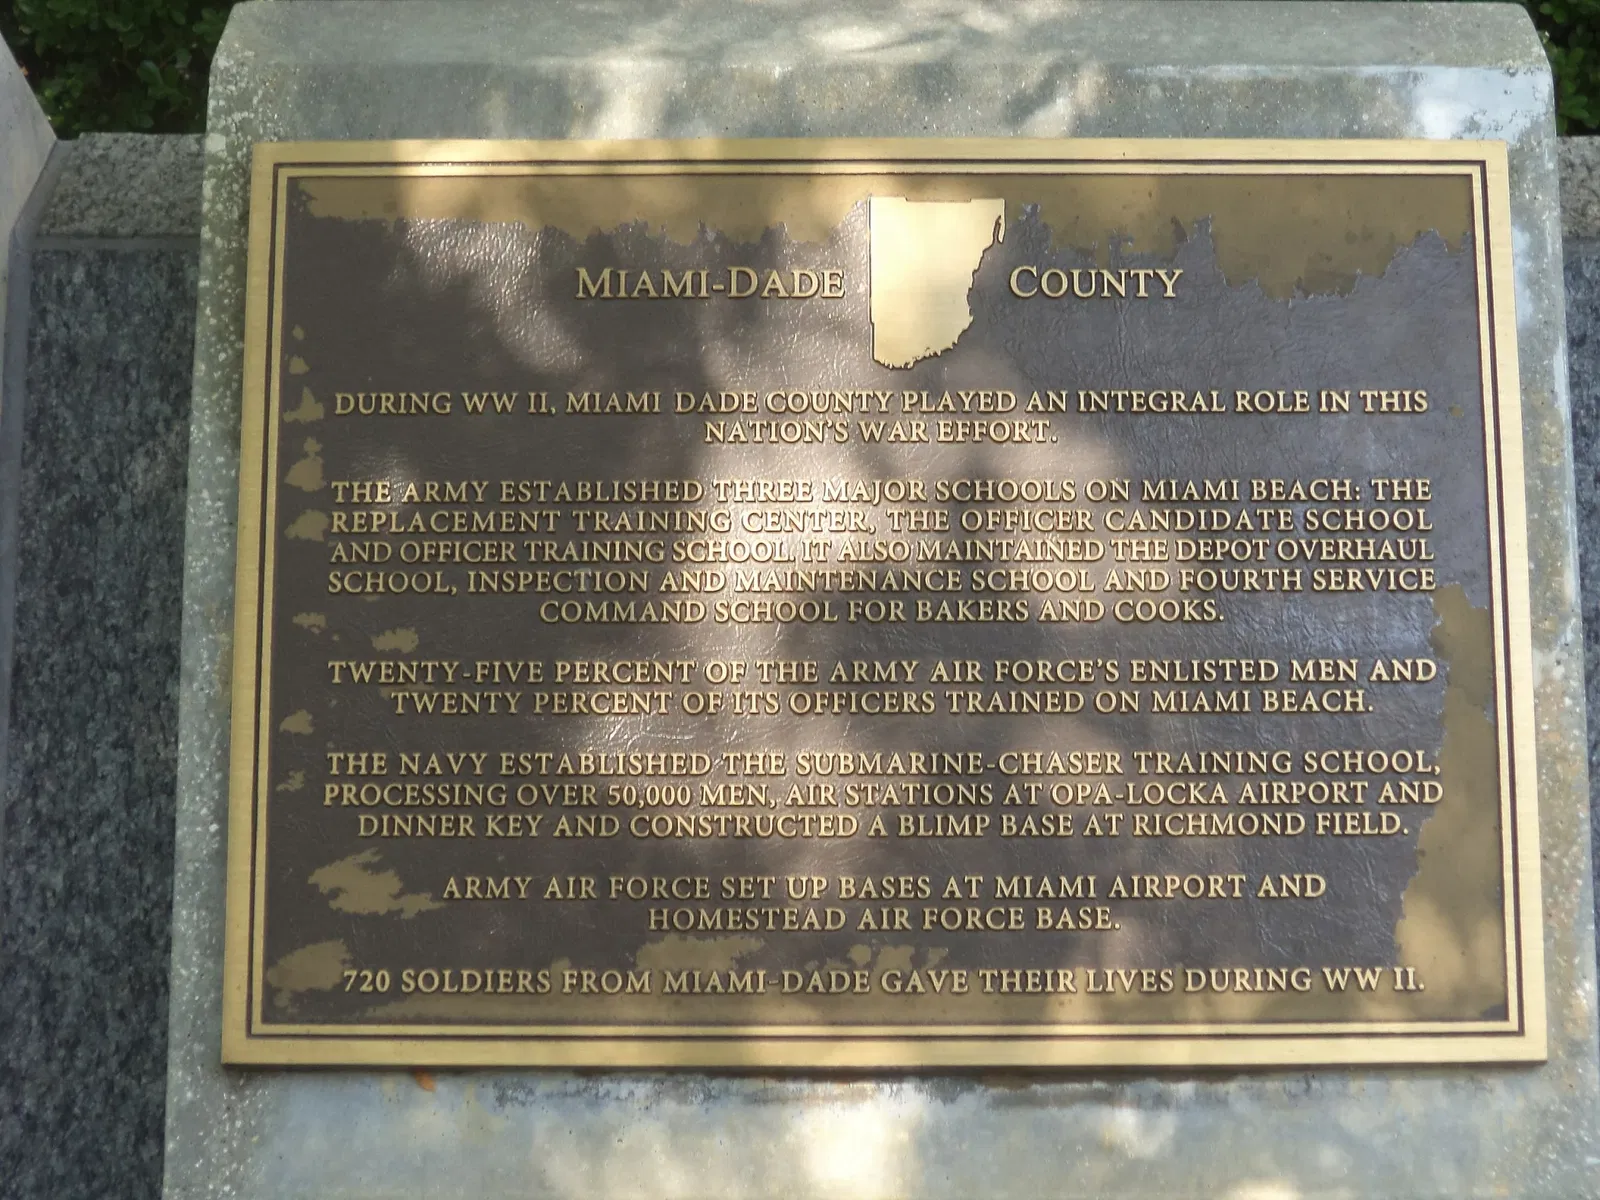 MIAMI-DADE COUNTY
DURING WW II, MIAMI DADE COUNTY PLAYED AN INTEGRAL ROLE IN THIS
NATION'S WAR EFFORT.
THE ARMY ESTABLISHED THREE MAJOR SCHOOLS ON MIAMI BEACH: THE
REPLACEMENT TRAINING CENTER, THE OFFICER CANDIDATE SCHOOL
AND OFFICER TRAINING SCHOOL. IT ALSO MAINTAINED THE DEPOT OVERHAUL
SCHOOL, INSPECTION AND MAINTENANCE SCHOOL AND FOURTH SERVICE
COMMAND SCHOOL FOR BAKERS AND COOKS.
TWENTY-FIVE PERCENT OF THE ARMY AIR FORCE'S ENLISTED MEN AND
TWENTY PERCENT OF ITS OFFICERS TRAINED ON MIAMI BEACH.
THE NAVY ESTABLISHED THE SUBMARINE-CHASER TRAINING SCHOOL,
PROCESSING OVER 50,000 MEN, AIR STATIONS AT OPA-LOCKA AIRPORT AND
DINNER KEY AND CONSTRUCTED A BLIMP BASE AT RICHMOND FIELD.
ARMY AIR FORCE SET UP BASES AT MIAMI AIRPORT AND
HOMESTEAD AIR FORCE BASE.
720 SOLDIERS FROM MIAMI-DADE GAVE THEIR LIVES DURING WW II.